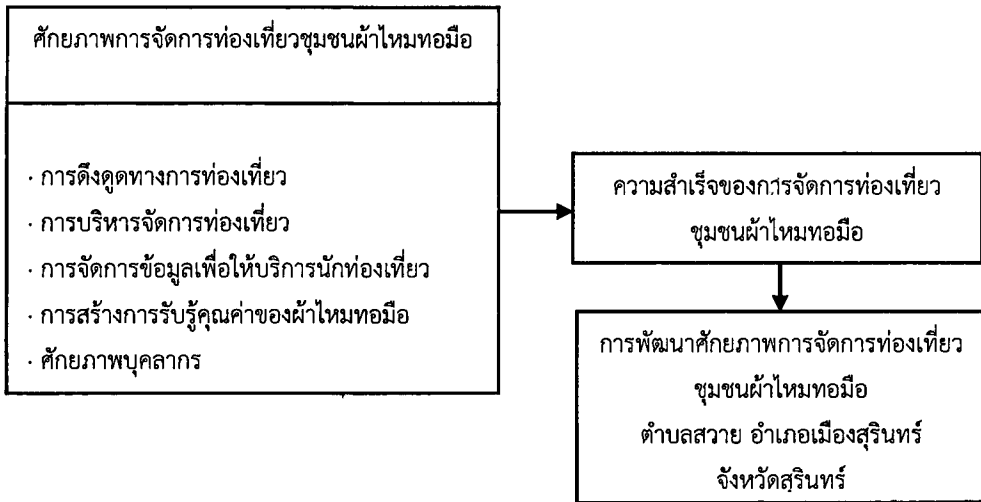 ศักยภาพการจัดการท่องเที่ยวชุมชนผ้าไหมทอมือ
· การดึงดูดทางการท่องเที่ยว
· การบริหารจัดการท่องเที่ยว
· การจัดการข้อมูลเพื่อให้บริการนักท่องเที่ยว
· การสร้างการรับรู้คุณค่าของผ้าไหมทอมือ
· ศักยภาพบุคลากร
ความสำเร็จของการจัดการท่องเที่ยว
ชุมชนผ้าไหมทอมือ
การพัฒนาศักยภาพการจัดการท่องเที่ยว
ชุมชนผ้าไหมทอมือ
ตำบลสวาย อำเภอเมืองสุรินทร์
จังหวัดสุรินทร์